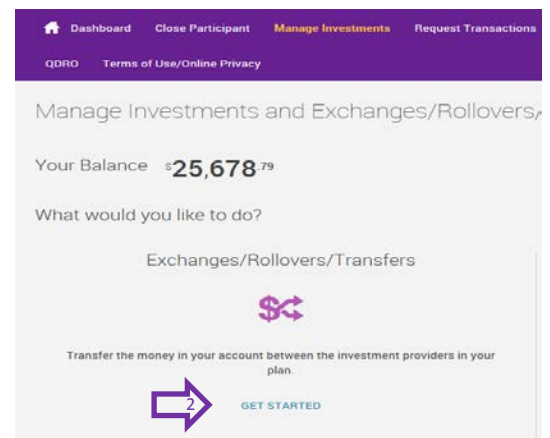 Dashboard Close Participant Manage Investments Request Transactions
QDRO Terms of Use/Online Privacy
Manage Investments and Exchanges/Rollovers/
Your Balance $25,678.79
What would you like to do?
Exchanges/Rollovers/Transfers
Transfer the money in your account between the investment providers in your
plan.
2 GET STARTED